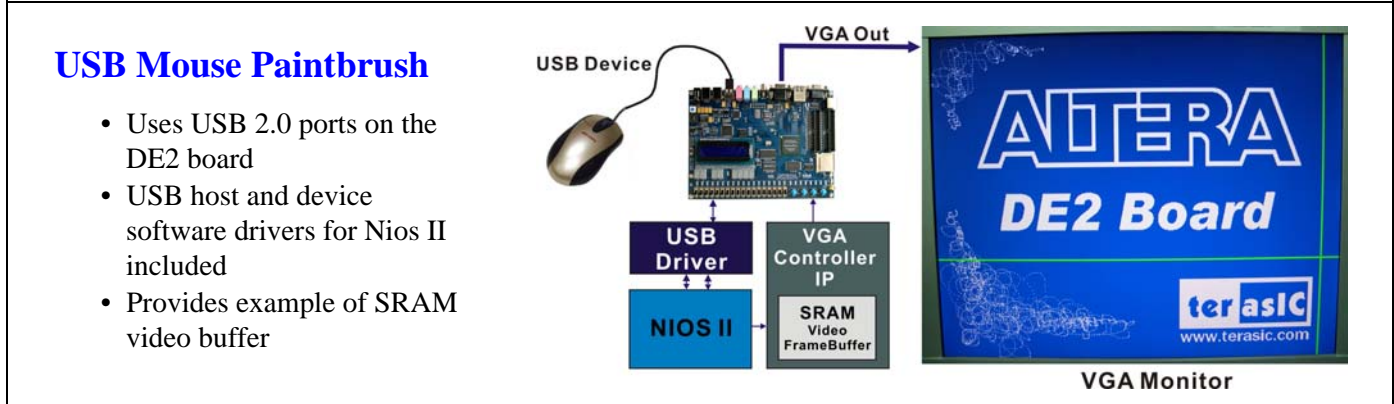 USB Mouse Paintbrush
• Uses USB 2.0 ports on the
DE2 board
• USB host and device
software drivers for Nios II
included
• Provides example of SRAM
video buffer
USB Device
VGA Out
USB
Driver
NIOS II
VGA
Controller
IP
SRAM
Video
FrameBuffer
ALTERA
DE2 Board
terasIC
www.terasic.com
VGA Monitor